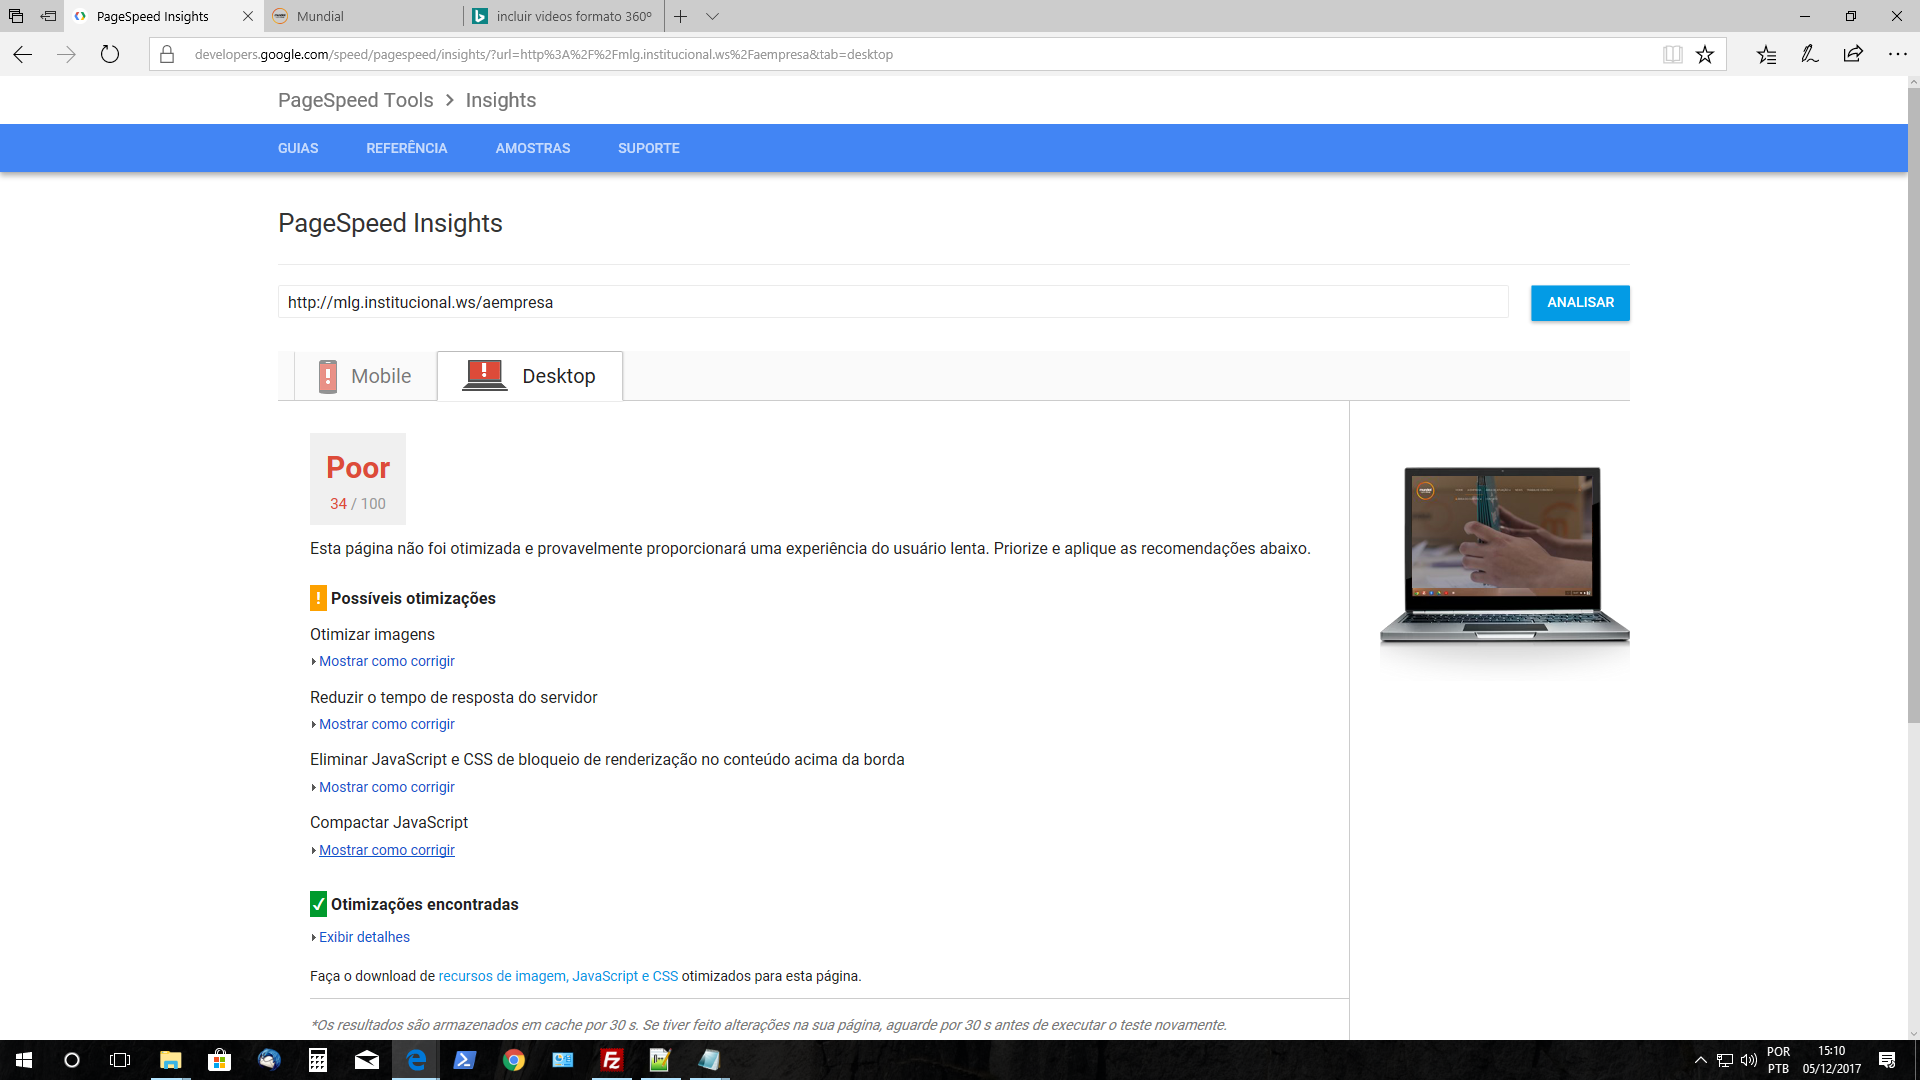 PageSpeed Insights
Mundial
incluir videos formato 360º
developers.google.com/speed/pagespeed/insights/?url=http%3A%2F%2Fmlg.institucional.ws%2Faempresa&tab=desktop
PageSpeed Tools > Insights
GUIAS
REFERÊNCIA
AMOSTRAS
SUPORTE
PageSpeed Insights
http://mlg.institucional.ws/aempresa
ANALISAR
Mobile
Desktop
Poor
34 / 100
Esta página não foi otimizada e provavelmente proporcionará uma experiência do usuário lenta. Priorize e aplique as recomendações abaixo.
! Possíveis otimizações
Otimizar imagens
Mostrar como corrigir
Reduzir o tempo de resposta do servidor
Mostrar como corrigir
Eliminar JavaScript e CSS de bloqueio de renderização no conteúdo acima da borda
Mostrar como corrigir
Compactar JavaScript
Mostrar como corrigir
Otimizações encontradas
Exibir detalhes
Faça o download de recursos de imagem, JavaScript e CSS otimizados para esta página.
*Os resultados são armazenados em cache por 30 s. Se tiver feito alterações na sua página, aguarde por 30 s antes de executar o teste novamente.
POR
PTB
15:10
05/12/2017